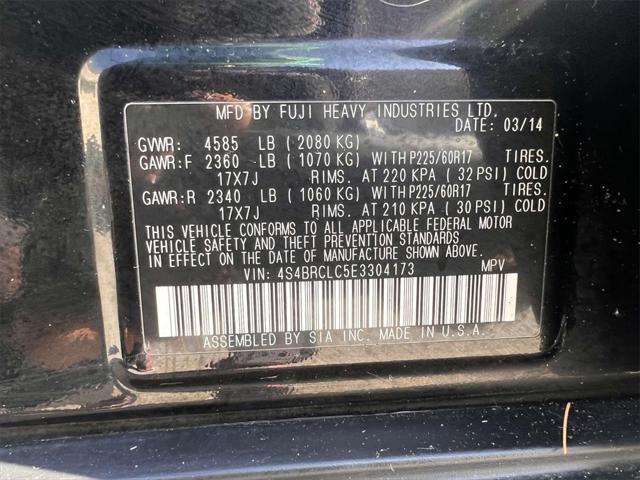 MFD BY FUJI HEAVY INDUSTRIES LTD.
DATE: 03/14
GVWR: 4585 LB ( 2080 KG)
GAWR:F 2360 LB ( 1070 KG) WITH P225/60R17 TIRES.
17X7J RIMS. AT 220 KPA ( 32 PSI) COLD
GAWR:R 2340 LB ( 1060 KG) WITH P225/60R17 TIRES.
17X7J RIMS. AT 210 KPA ( 30 PSI) COLD
THIS VEHICLE CONFORMS TO ALL APPLICABLE FEDERAL MOTOR
VEHICLE SAFETY AND THEFT PREVENTION STANDARDS
IN EFFECT ON THE DATE OF MANUFACTURE SHOWN ABOVE.
VIN: 4S4BRCLC5E3304173 MPV
ASSEMBLED BY SIA INC. MADE IN U.S.A.